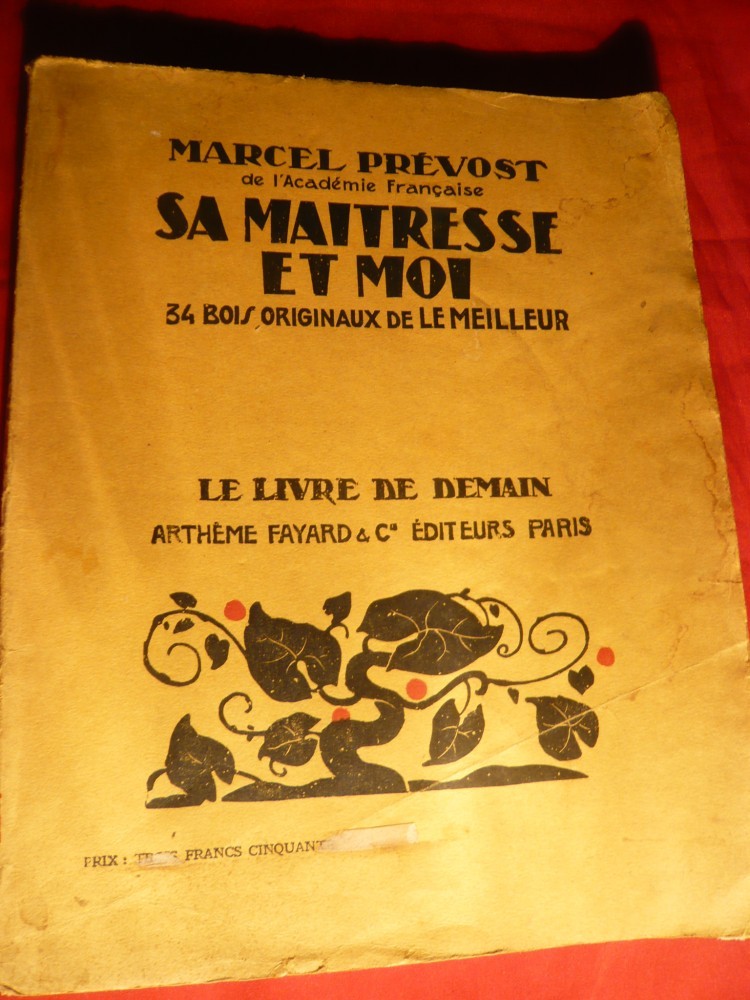 MARCEL PRÉVOST
de l'Académie Française
SA MAITRESSE
ET MOI
34 BOIS ORIGINAUX DE LE MEILLEUR
LE LIVRE DE DEMAIN
ARTHÈME FAYARD & Cie ÉDITEURS PARIS
PRIX : FRANCS CINQUANTE